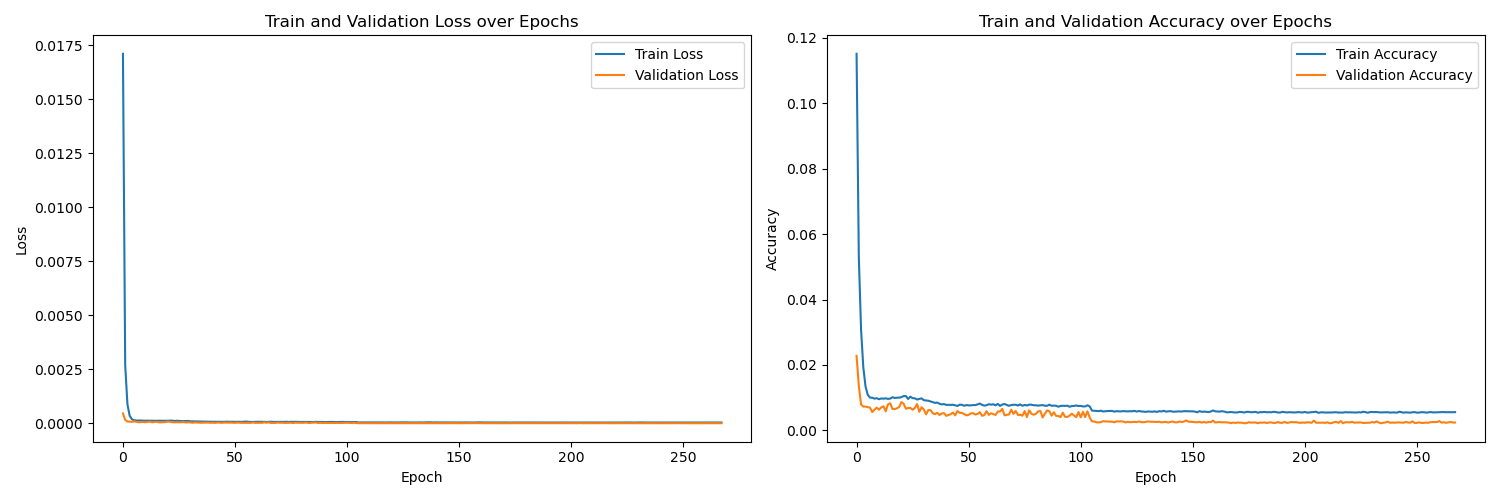 Train and Validation Loss over Epochs
Train Loss
Validation Loss
0.0175
0.0150
0.0125
0.0100
0.0075
0.0050
0.0025
0.0000
Loss
0
50
100
150
200
250
Epoch
Train and Validation Accuracy over Epochs
Train Accuracy
Validation Accuracy
0.12
0.10
0.08
0.06
0.04
0.02
0.00
Accuracy
0
50
100
150
200
250
Epoch